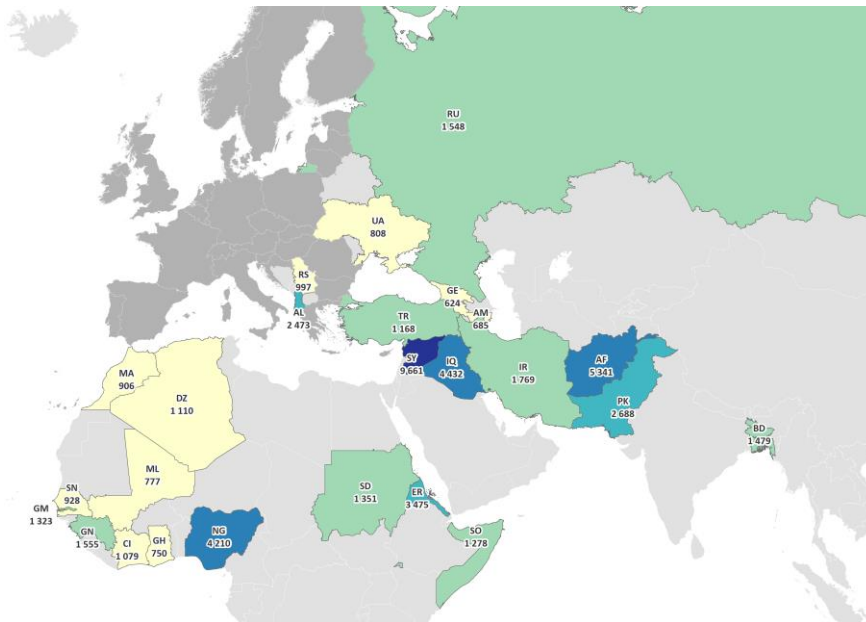 RU
1 548
UA
808
RS
997
AL
2 473
GE
624
AM
685
TR
1 168
SY
9,661
IQ
4 432
IR
1 769
AF
5 341
PK
2 688
BD
1 479
MA
906
DZ
1 110
ML
777
SN
928
GM
1 323
GN
1 555
CI
1 079
GH
750
NG
4 210
SD
1 351
ER
3 475
SO
1 278